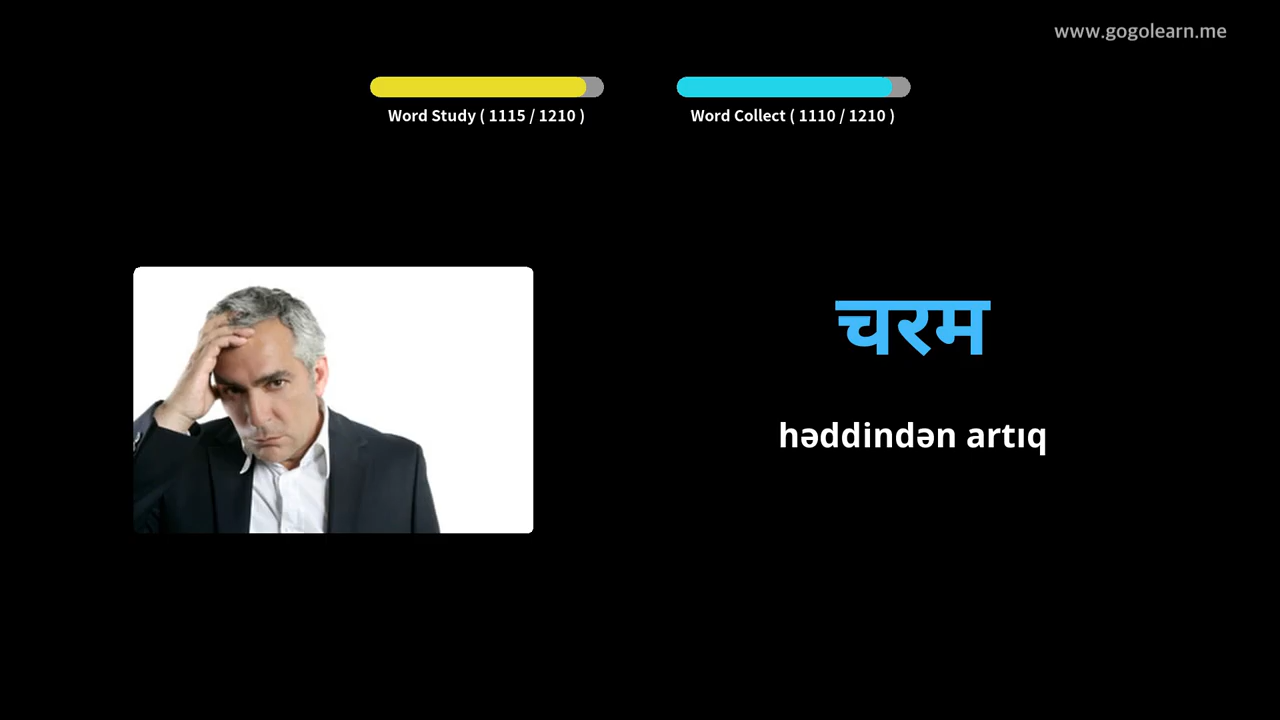 www.gogolearn.me
Word Study ( 1115 / 1210 )
Word Collect ( 1110 / 1210 )
चरम
həddindən artıq